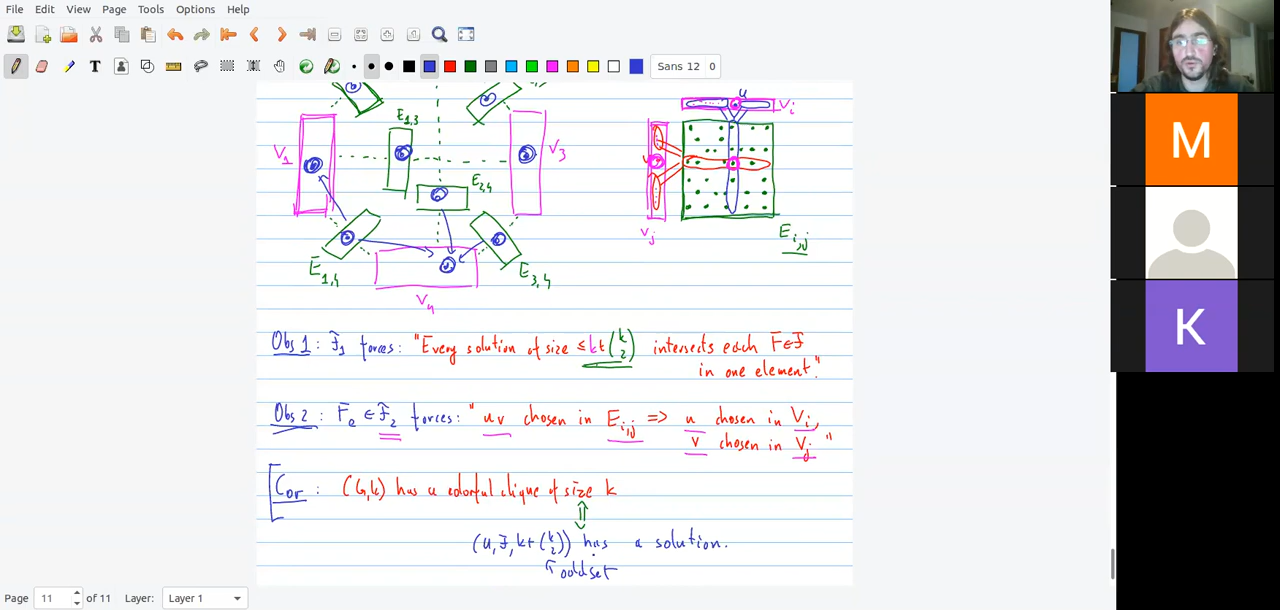 File Edit View Page Tools Options Help
Sans 12 0
E1,3
V1
V3
E2,4
E1,4
E3,4
V4
u
Vi
Vj
Ei,j
Obs 1: F1 forces: "Every solution of size ≤ k+(k 2) intersects each F∈F
in one element."
Obs 2: Fe ∈ F2 forces: "uv chosen in Ei,j => u chosen in Vi,
v chosen in Vj"
Cor: (G,k) has a colorful clique of size k
⇕
(U,F,k+(k 2)) has a solution.
↑ oddset
Page 11 of 11 Layer: Layer 1
M
K